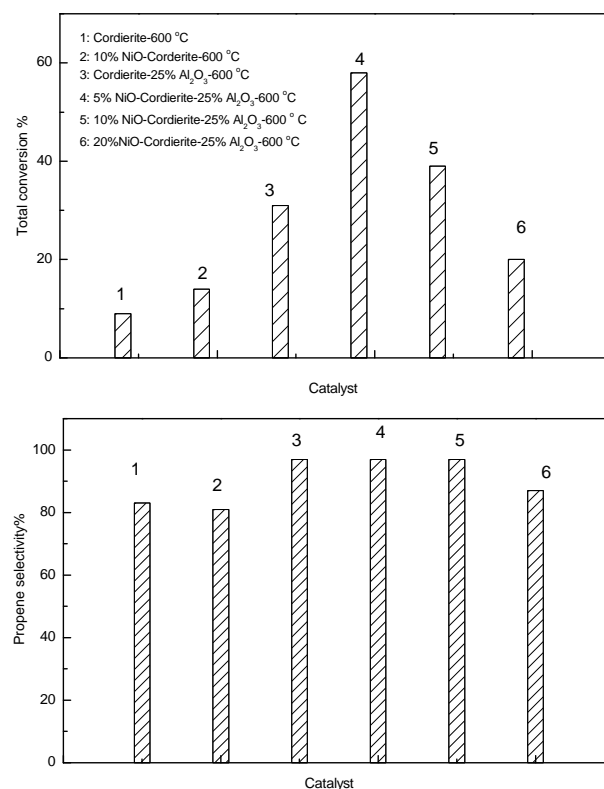 1: Cordierite-600 °C
2: 10% NiO-Corderite-600 °C
3: Cordierite-25% Al₂O₃-600 °C
4: 5% NiO-Cordierite-25% Al₂O₃-600 °C
5: 10% NiO-Cordierite-25% Al₂O₃-600 ° C
6: 20%NiO-Cordierite-25% Al₂O₃-600 °C
Total conversion %
60
40
20
0
1
2
3
4
5
6
Catalyst
Propene selectivity%
100
80
60
40
20
0
1
2
3
4
5
6
Catalyst